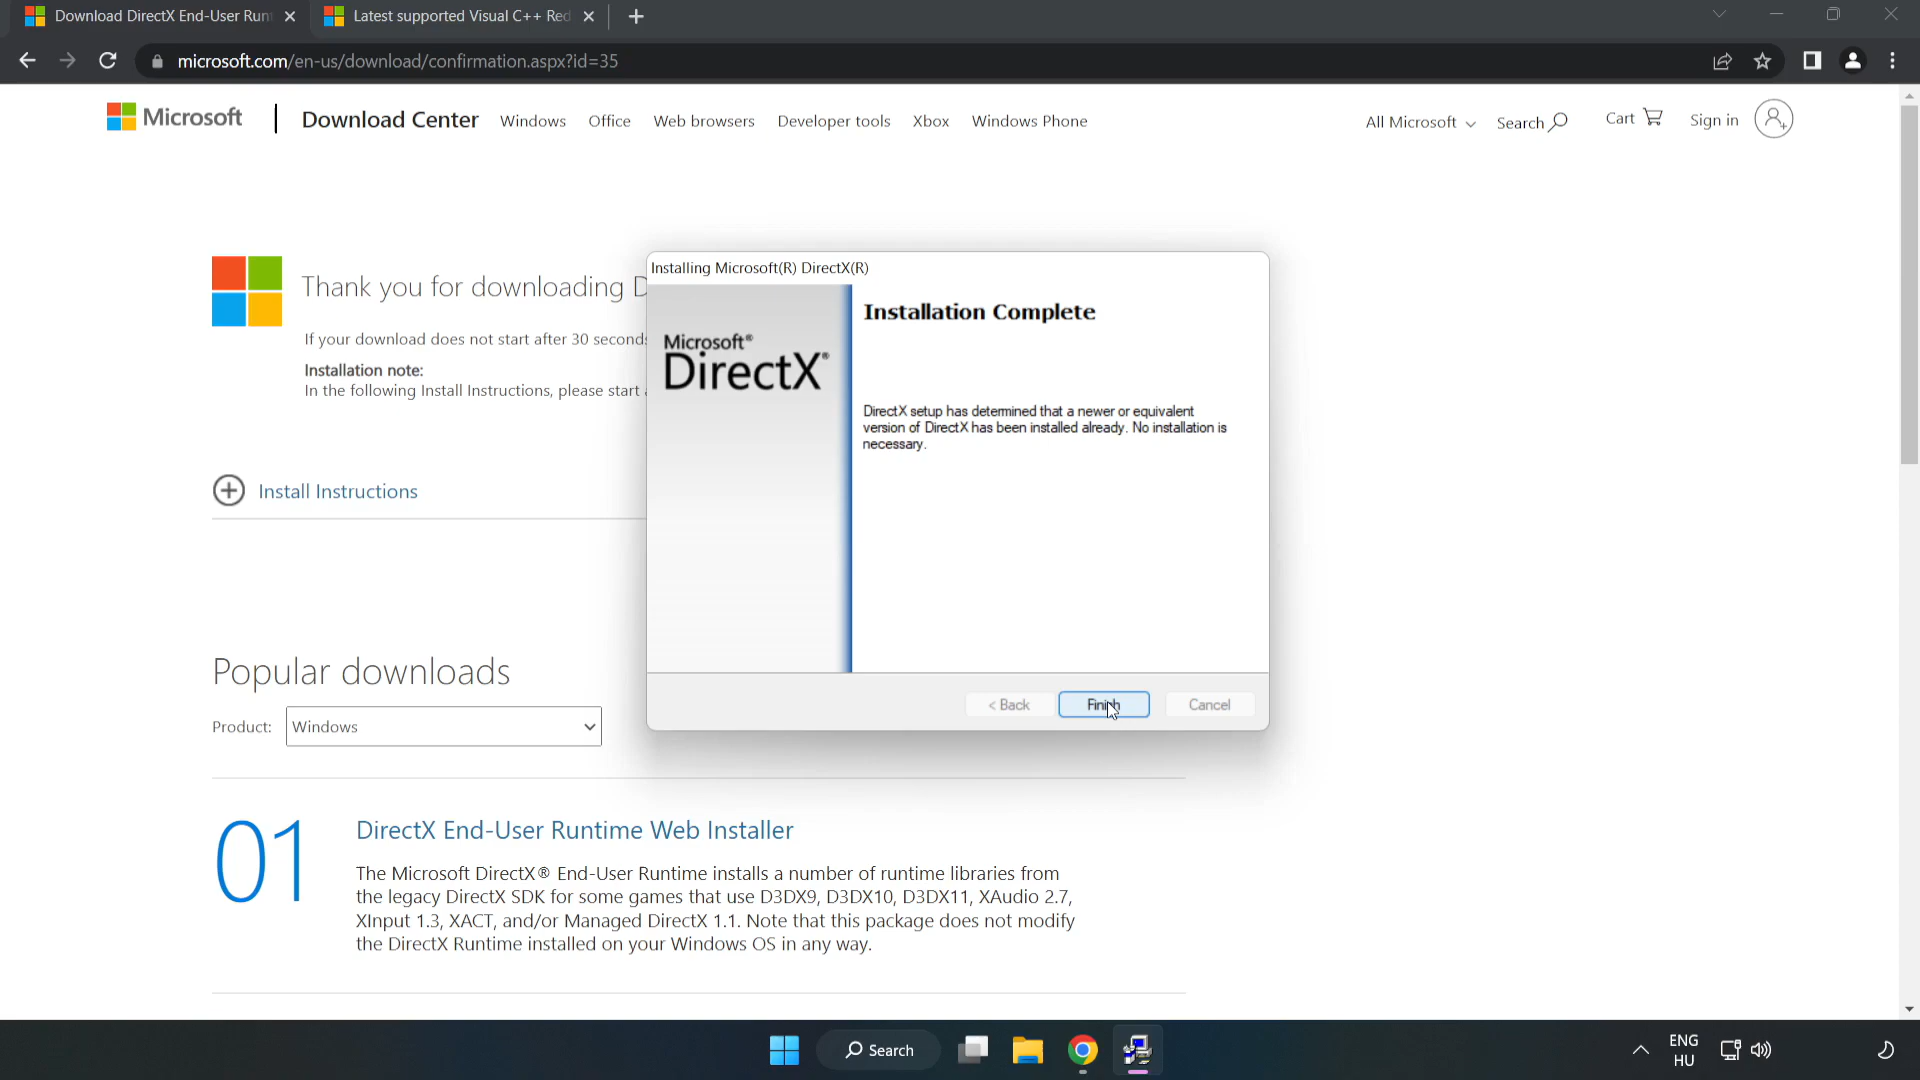 Download DirectX End-User Run
Latest supported Visual C++ Red
microsoft.com/en-us/download/confirmation.aspx?id=35
Microsoft
Download Center
Windows
Office
Web browsers
Developer tools
Xbox
Windows Phone
All Microsoft
Search
Cart
Sign in
Thank you for downloading D
If your download does not start after 30 seconds
Installation note:
In the following Install Instructions, please start
Install Instructions
Installing Microsoft(R) DirectX(R)
Microsoft®
DirectX®
Installation Complete
DirectX setup has determined that a newer or equivalent
version of DirectX has been installed already. No installation is
necessary.
< Back
Finish
Cancel
Popular downloads
Product:
Windows
01
DirectX End-User Runtime Web Installer
The Microsoft DirectX® End-User Runtime installs a number of runtime libraries from
the legacy DirectX SDK for some games that use D3DX9, D3DX10, D3DX11, XAudio 2.7,
XInput 1.3, XACT, and/or Managed DirectX 1.1. Note that this package does not modify
the DirectX Runtime installed on your Windows OS in any way.
Search
ENG
HU